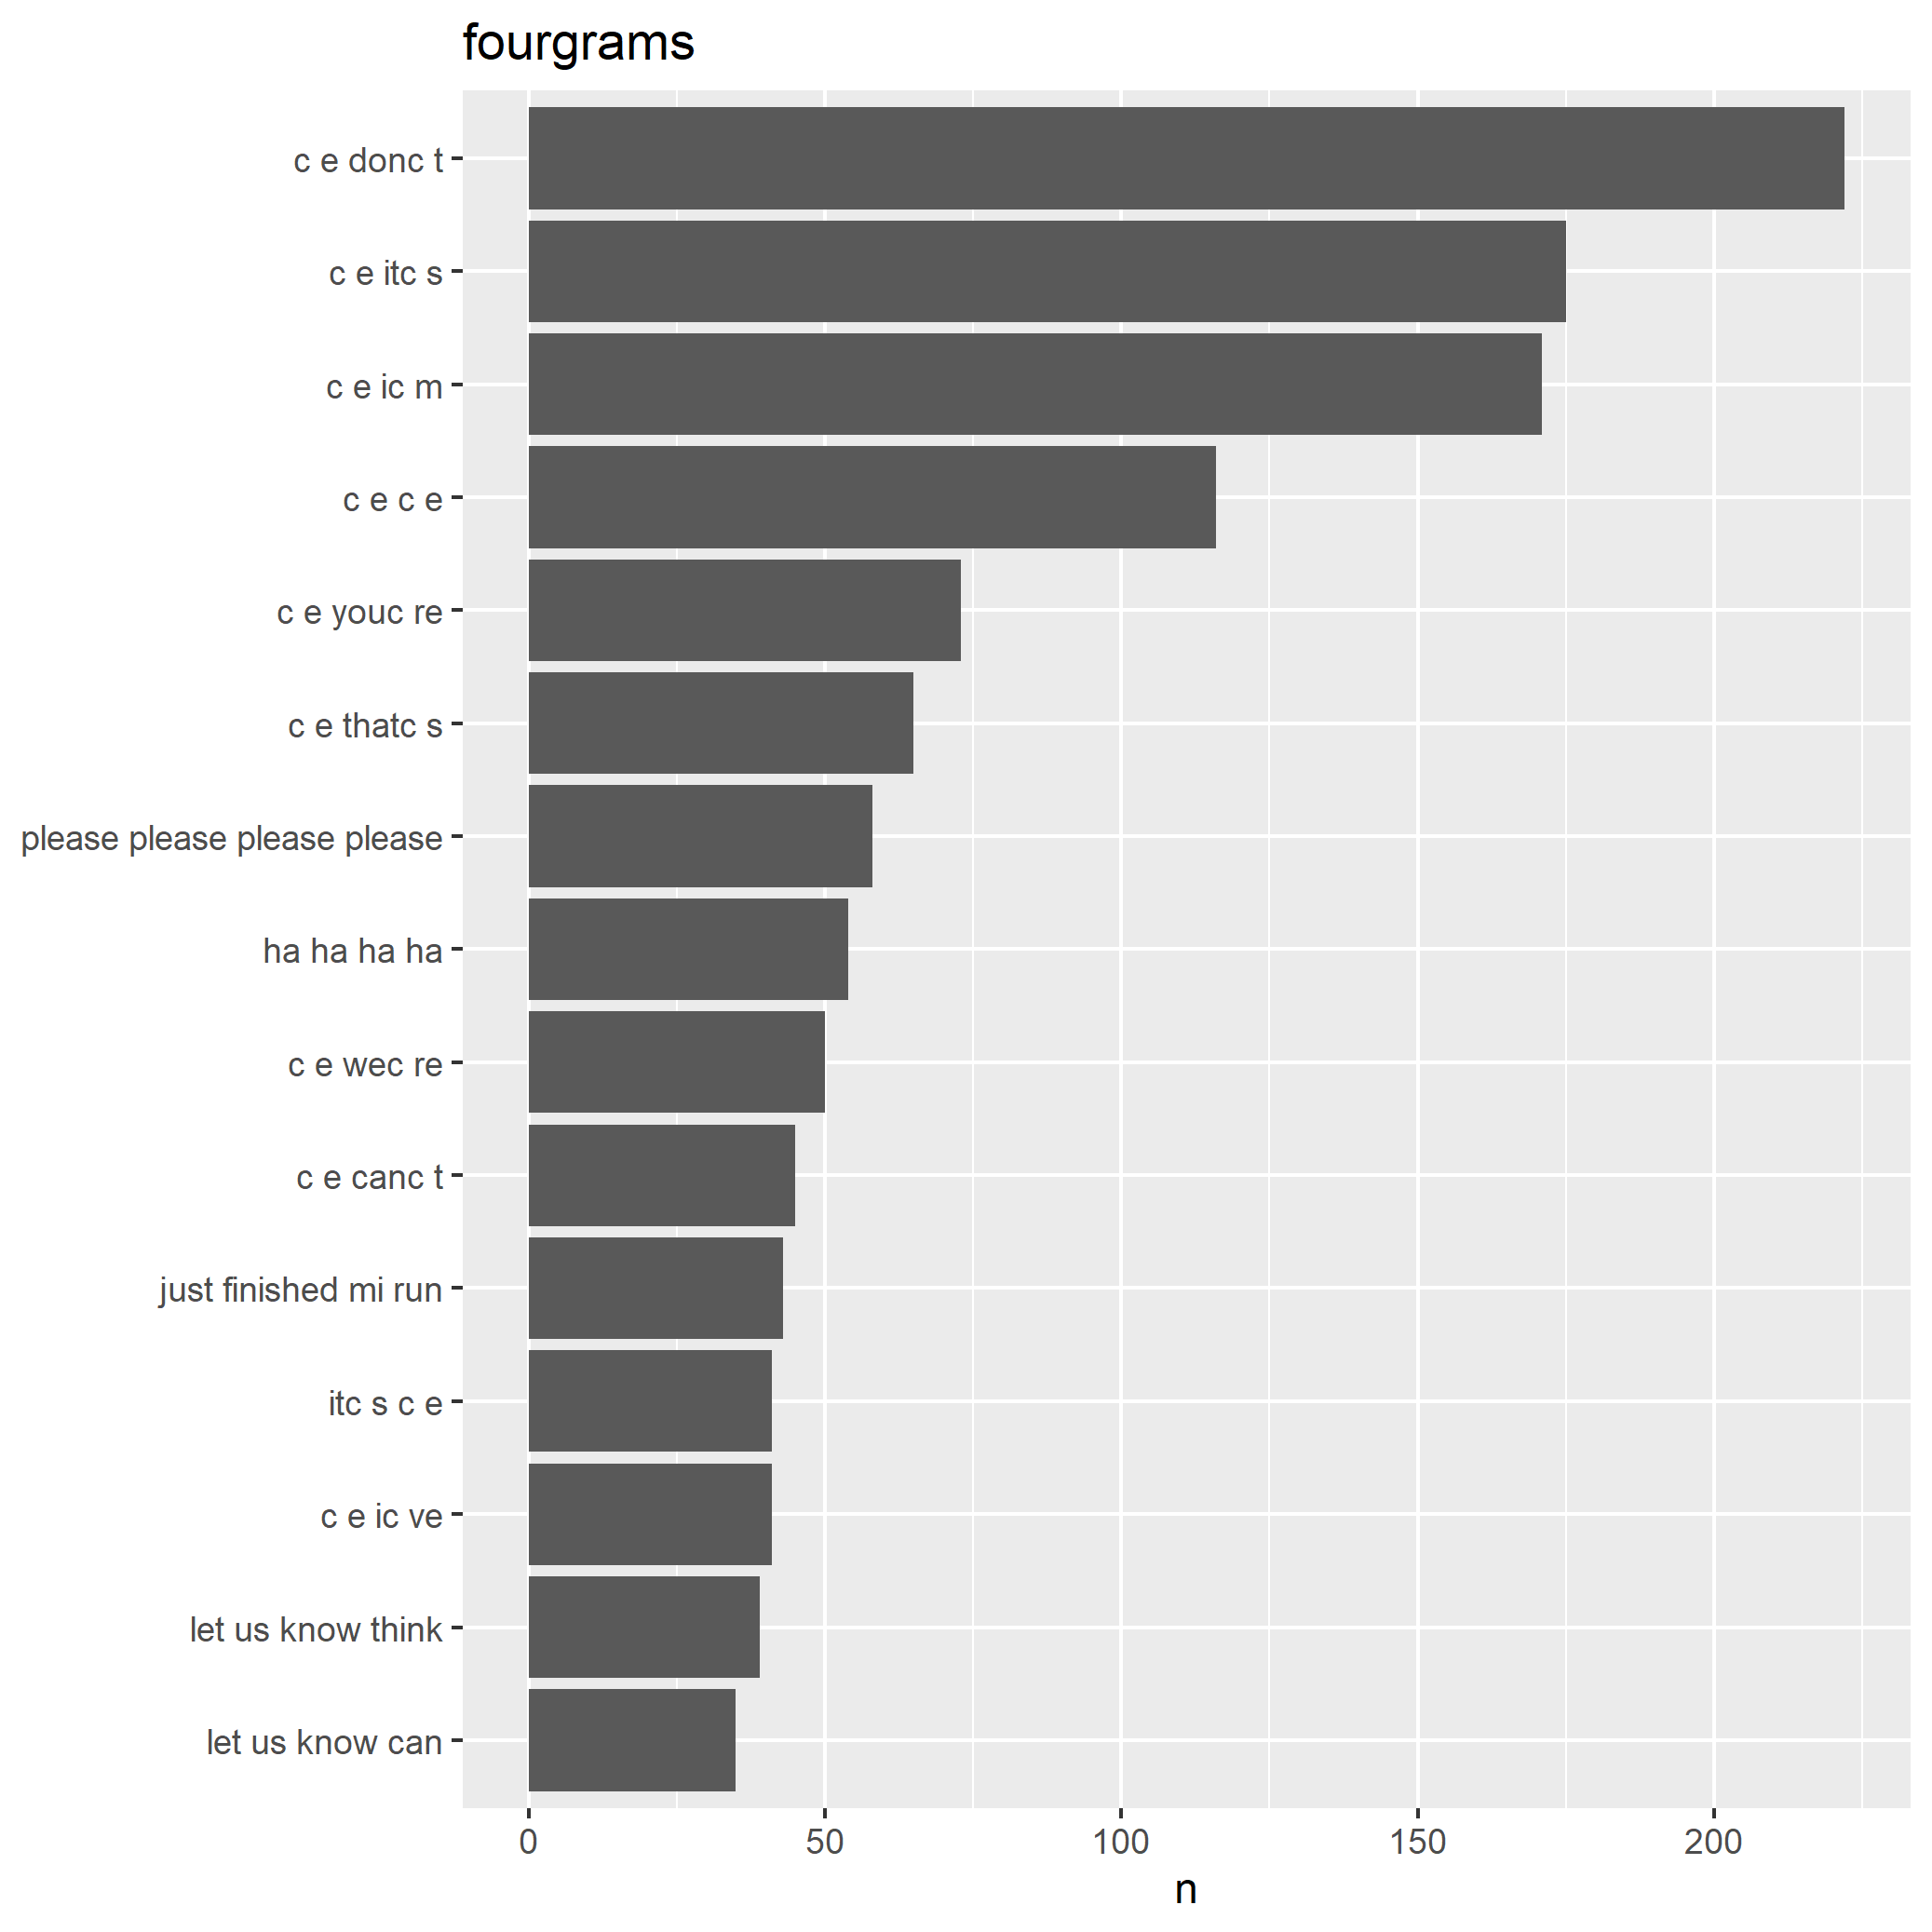 fourgrams
c e donc t
c e itc s
c e ic m
c e c e
c e youc re
c e thatc s
please please please please
ha ha ha ha
c e wec re
c e canc t
just finished mi run
itc s c e
c e ic ve
let us know think
let us know can
0 50 100 150 200
n